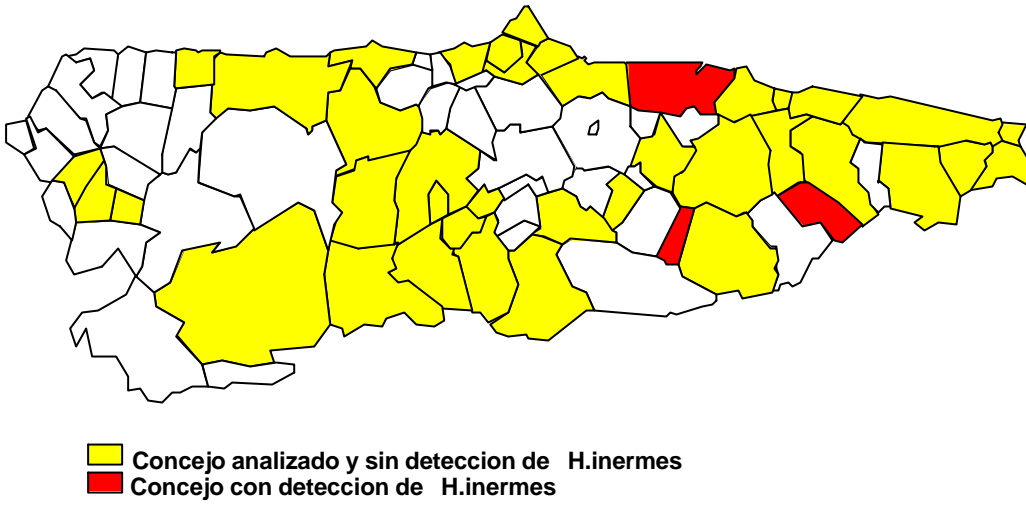 Concejo analizado y sin deteccion de H.inermes
Concejo con deteccion de H.inermes